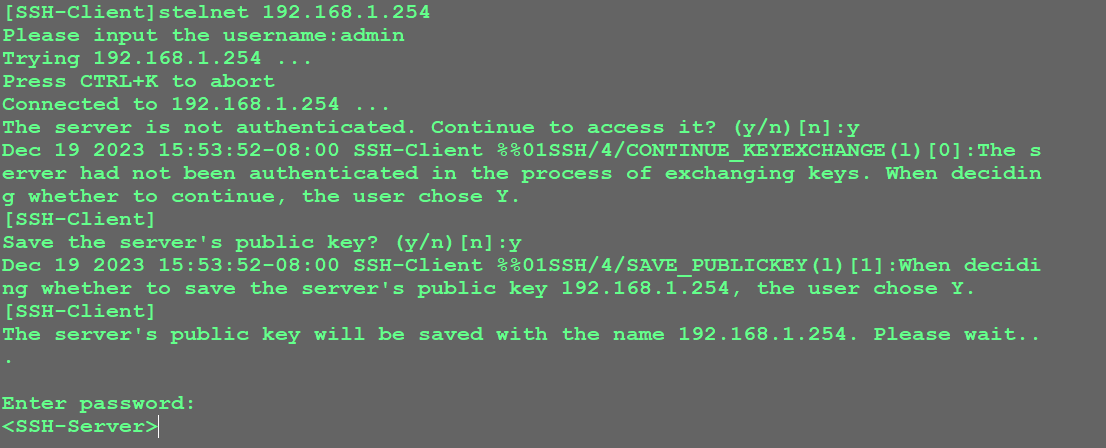 [SSH-Client]stelnet 192.168.1.254
Please input the username:admin
Trying 192.168.1.254 ...
Press CTRL+K to abort
Connected to 192.168.1.254 ...
The server is not authenticated. Continue to access it? (y/n)[n]:y
Dec 19 2023 15:53:52-08:00 SSH-Client %%01SSH/4/CONTINUE_KEYEXCHANGE(l)[0]:The s
erver had not been authenticated in the process of exchanging keys. When decidin
g whether to continue, the user chose Y.
[SSH-Client]
Save the server's public key? (y/n)[n]:y
Dec 19 2023 15:53:52-08:00 SSH-Client %%01SSH/4/SAVE_PUBLICKEY(l)[1]:When decidi
ng whether to save the server's public key 192.168.1.254, the user chose Y.
[SSH-Client]
The server's public key will be saved with the name 192.168.1.254. Please wait..
.
Enter password:
<SSH-Server>